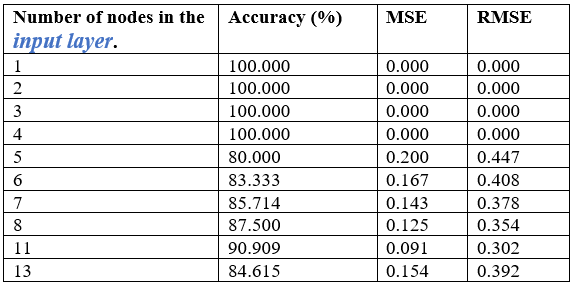 Number of nodes in the input layer. Accuracy (%) MSE RMSE
1 100.000 0.000 0.000
2 100.000 0.000 0.000
3 100.000 0.000 0.000
4 100.000 0.000 0.000
5 80.000 0.200 0.447
6 83.333 0.167 0.408
7 85.714 0.143 0.378
8 87.500 0.125 0.354
11 90.909 0.091 0.302
13 84.615 0.154 0.392